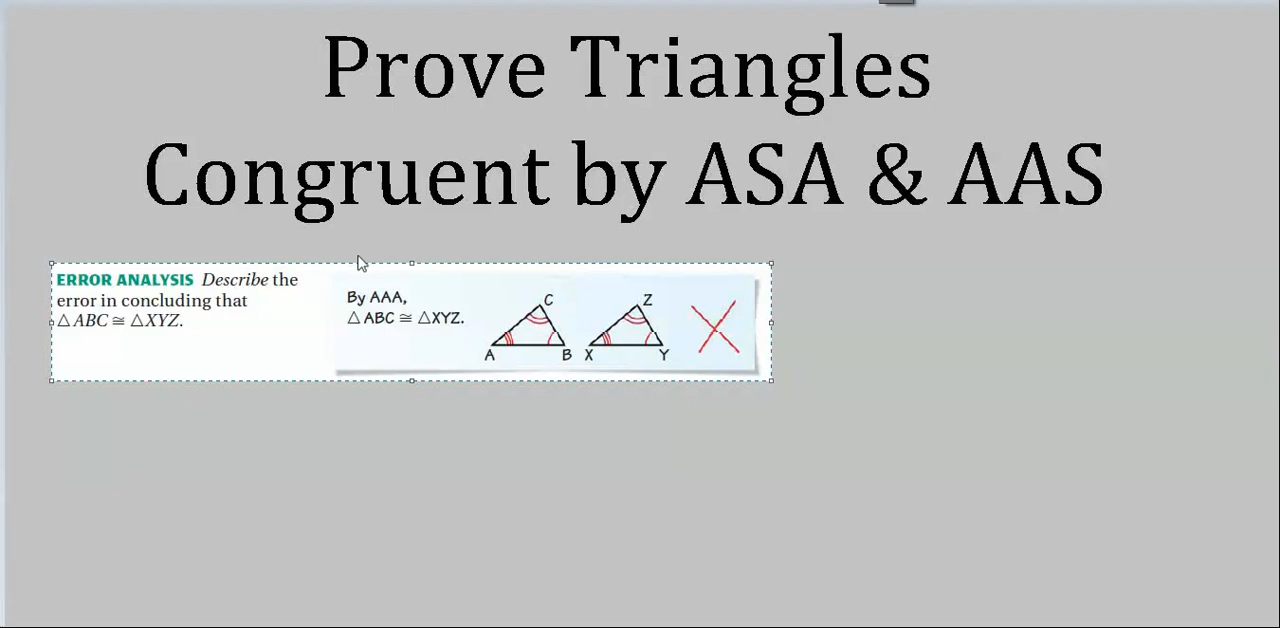 Prove Triangles
Congruent by ASA & AAS
ERROR ANALYSIS Describe the
error in concluding that
△ABC ≅ △XYZ.
By AAA,
△ABC ≅ △XYZ.
C
A
B
Z
X
Y